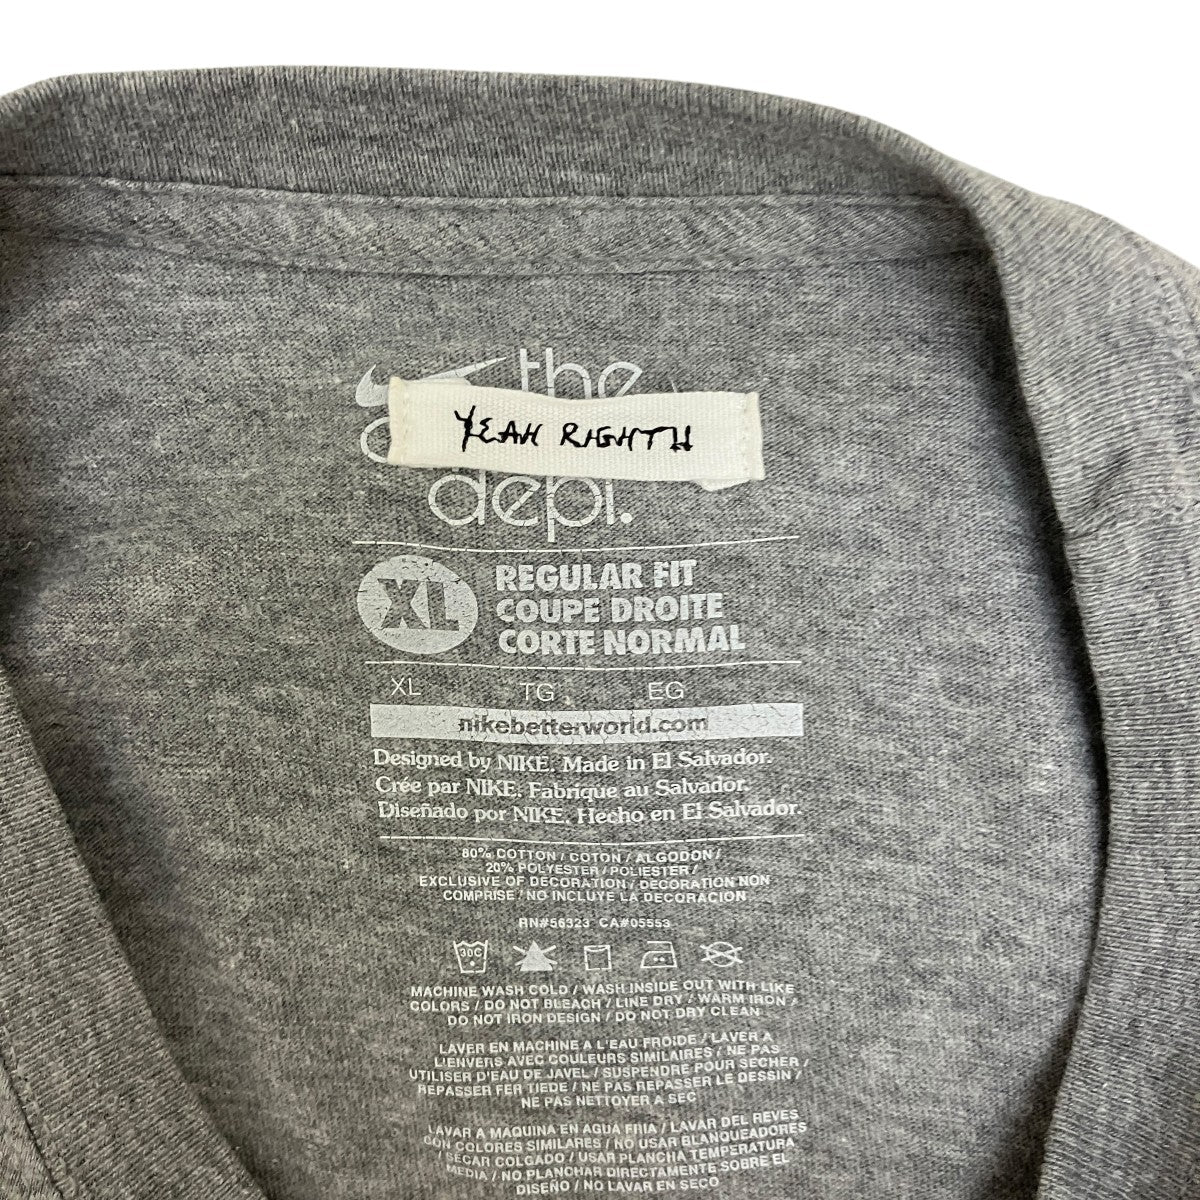 the
YEAH RIGHTH
dept.
XL
REGULAR FIT
COUPE DROITE
CORTE NORMAL
XL TG EG
nikebetterworld.com
Designed by NIKE. Made in El Salvador.
Crée par NIKE. Fabrique au Salvador.
Diseñado por NIKE. Hecho en El Salvador.
80% COTTON / COTON / ALGODON /
20% POLYESTER / POLIESTER /
EXCLUSIVE OF DECORATION / DECORATION NON
COMPRISE / NO INCLUYE LA DECORACION
RN#56323 CA#05553
30C
MACHINE WASH COLD / WASH INSIDE OUT WITH LIKE
COLORS / DO NOT BLEACH / LINE DRY / WARM IRON /
DO NOT IRON DESIGN / DO NOT DRY CLEAN
LAVER EN MACHINE A L'EAU FROIDE / LAVER A
L'ENVERS AVEC COULEURS SIMILAIRES / NE PAS
UTILISER D'EAU DE JAVEL / SUSPENDRE POUR SECHER /
REPASSER FER TIEDE / NE PAS REPASSER LE DESSIN /
NE PAS NETTOYER A SEC
LAVAR A MAQUINA EN AGUA FRIA / LAVAR DEL REVES
CON COLORES SIMILARES / NO USAR BLANQUEADORES
/ SECAR COLGADO / USAR PLANCHA TEMPERATURA
MEDIA / NO PLANCHAR DIRECTAMENTE SOBRE EL
DISEÑO / NO LAVAR EN SECO